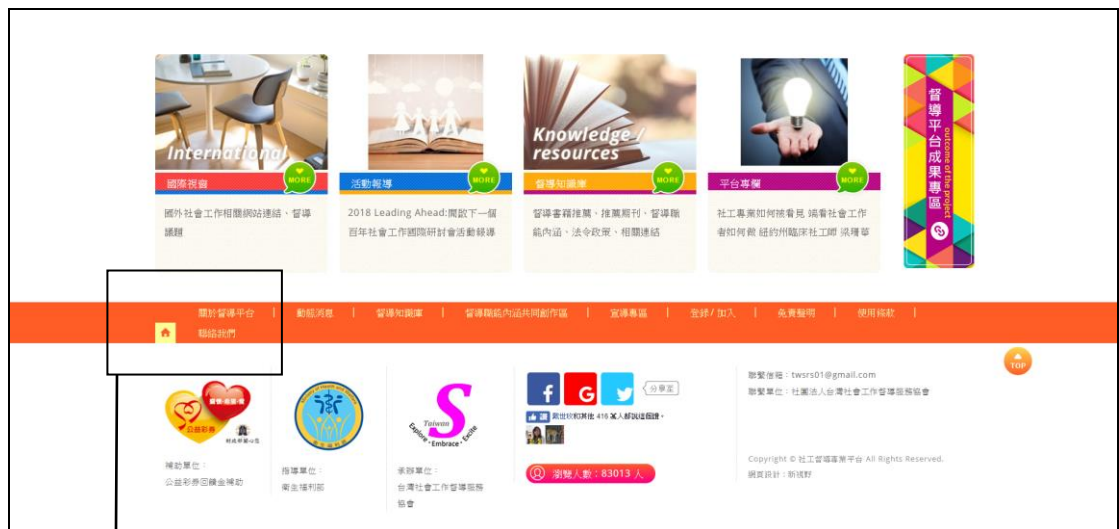 International
國際視窗
MORE
國外社會工作相關網站連結、督導
議題
活動報導
MORE
2018 Leading Ahead:開啟下一個
百年社會工作國際研討會活動報導
Knowledge /
resources
督導知識庫
MORE
督導書籍推薦、推薦期刊、督導職
能內涵、法令政策、相關連結
平台專欄
MORE
社工專業如何被看見 端看社會工作
者如何做 紐約州臨床社工師
督導平台成果專區
outcome of the project
關於督導平台 | 動態消息 | 督導知識庫 | 督導職能內涵共同創作區 | 宣導專區 | 登錄 / 加入 | 免責聲明 | 使用條款 |
聯絡我們
TOP
公益彩券
補助單位：
公益彩券回饋金補助
指導單位：
衛生福利部
Taiwan
Explore • Embrace • Excite
承辦單位：
台灣社會工作督導服務
協會
分享至
讚
和其他 416 萬人都說這個讚。
瀏覽人數：83013 人
聯繫信箱：twsrs01@gmail.com
聯繫單位：社團法人台灣社會工作督導服務協會
Copyright © 社工督導專業平台 All Rights Reserved.
網頁設計：新視野